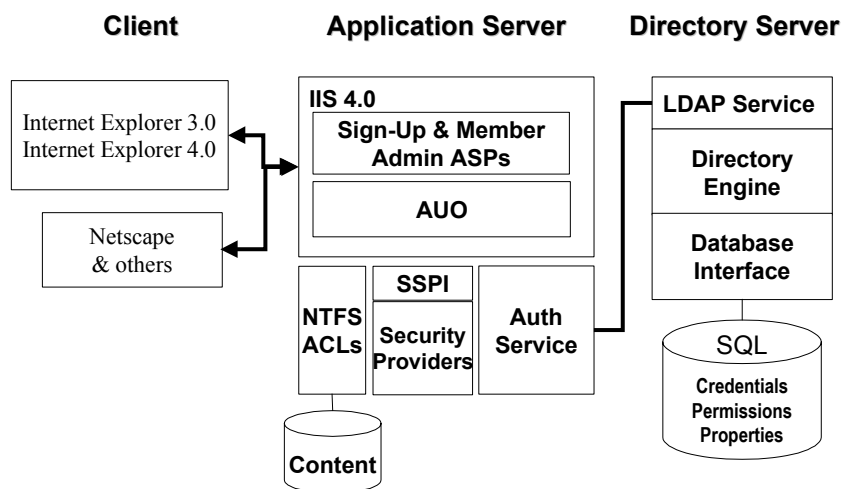 Client
Application Server
Directory Server
Internet Explorer 3.0
Internet Explorer 4.0
Netscape
& others
IIS 4.0
Sign-Up & Member
Admin ASPs
AUO
NTFS
ACLs
SSPI
Security
Providers
Auth
Service
Content
LDAP Service
Directory
Engine
Database
Interface
SQL
Credentials
Permissions
Properties